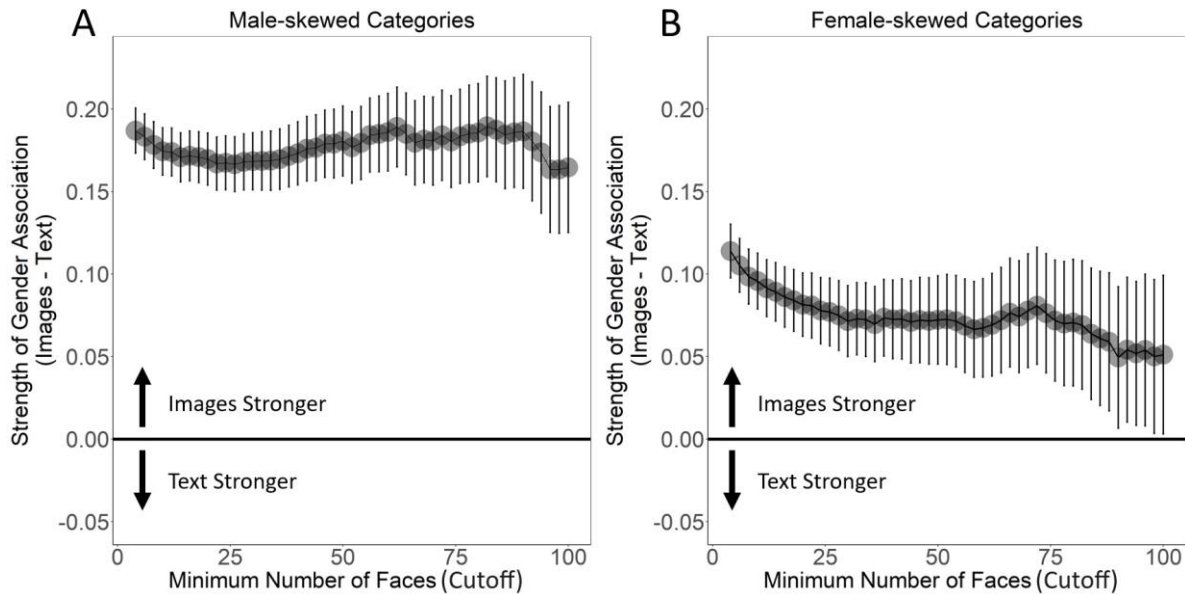 A
Male-skewed Categories
Strength of Gender Association
(Images - Text)
0.20
0.15
0.10
0.05
0.00
-0.05
Images Stronger
Text Stronger
0
25
50
75
100
Minimum Number of Faces (Cutoff)
B
Female-skewed Categories
Strength of Gender Association
(Images - Text)
0.20
0.15
0.10
0.05
0.00
-0.05
Images Stronger
Text Stronger
0
25
50
75
100
Minimum Number of Faces (Cutoff)